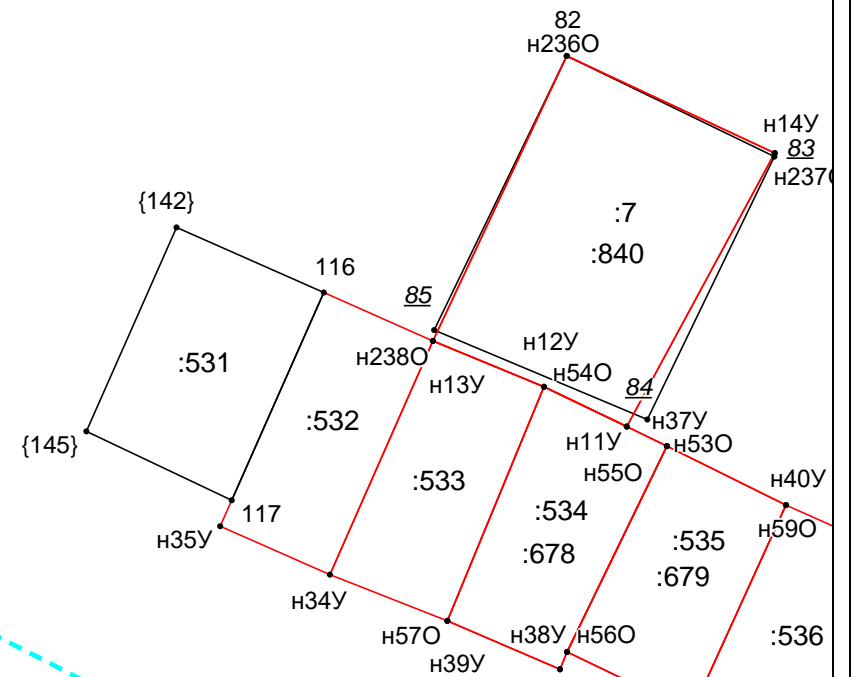 82
н236О
н14У
83
н237О
{142}
:7
:840
116
85
н12У
н238О
н54О
:531
н13У
84
н37У
:532
н11У
н53О
{145}
н55О
:533
н40У
:534
117
н59О
:535
н35У
:678
:679
н34У
н57О
н38У
н56О
:536
н39У